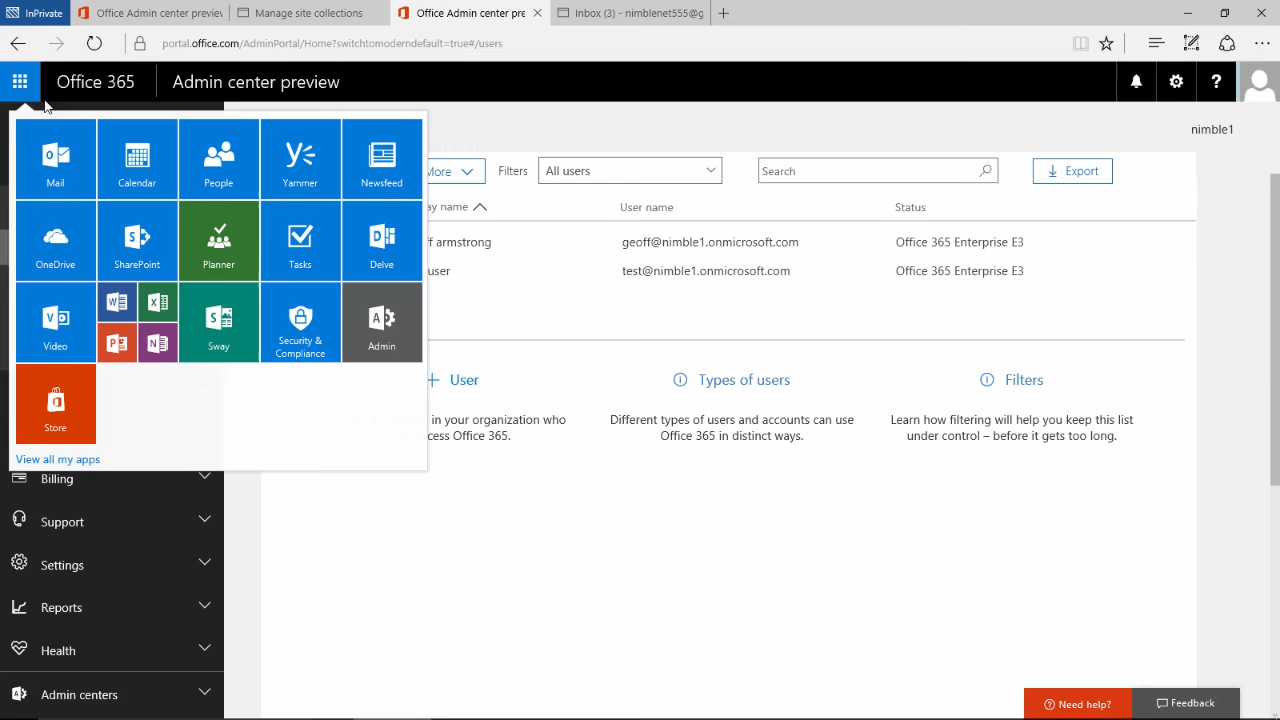 InPrivate
Office 365 Admin center previ
Manage site collections
Office Admin center pre
Inbox (3) - nimblenet555@g
portal.office.com/AdminPortal/Home?switchtomoderndefault=true#/users
Office 365
Admin center preview
nimble1
Mail
Calendar
People
Yammer
Newsfeed
OneDrive
SharePoint
Planner
Tasks
Delve
Video
Sway
Security &
Compliance
Admin
Store
View all my apps
More
Filters
All users
Search
Export
ay name
User name
Status
ff armstrong
geoff@nimble1.onmicrosoft.com
Office 365 Enterprise E3
user
test@nimble1.onmicrosoft.com
Office 365 Enterprise E3
User
Types of users
Filters
in your organization who
Office 365.
Different types of users and accounts can use
Office 365 in distinct ways.
Learn how filtering will help you keep this list
under control – before it gets too long.
Billing
Support
Settings
Reports
Health
Admin centers
Need help?
Feedback